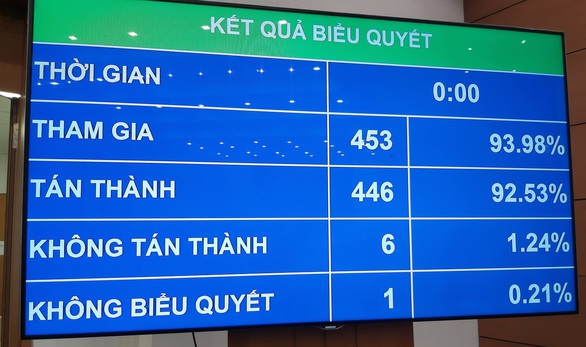 KẾT QUẢ BIỂU QUYẾT
THỜI GIAN 0:00
THAM GIA 453 93.98%
TÁN THÀNH 446 92.53%
KHÔNG TÁN THÀNH 6 1.24%
KHÔNG BIỂU QUYẾT 1 0.21%